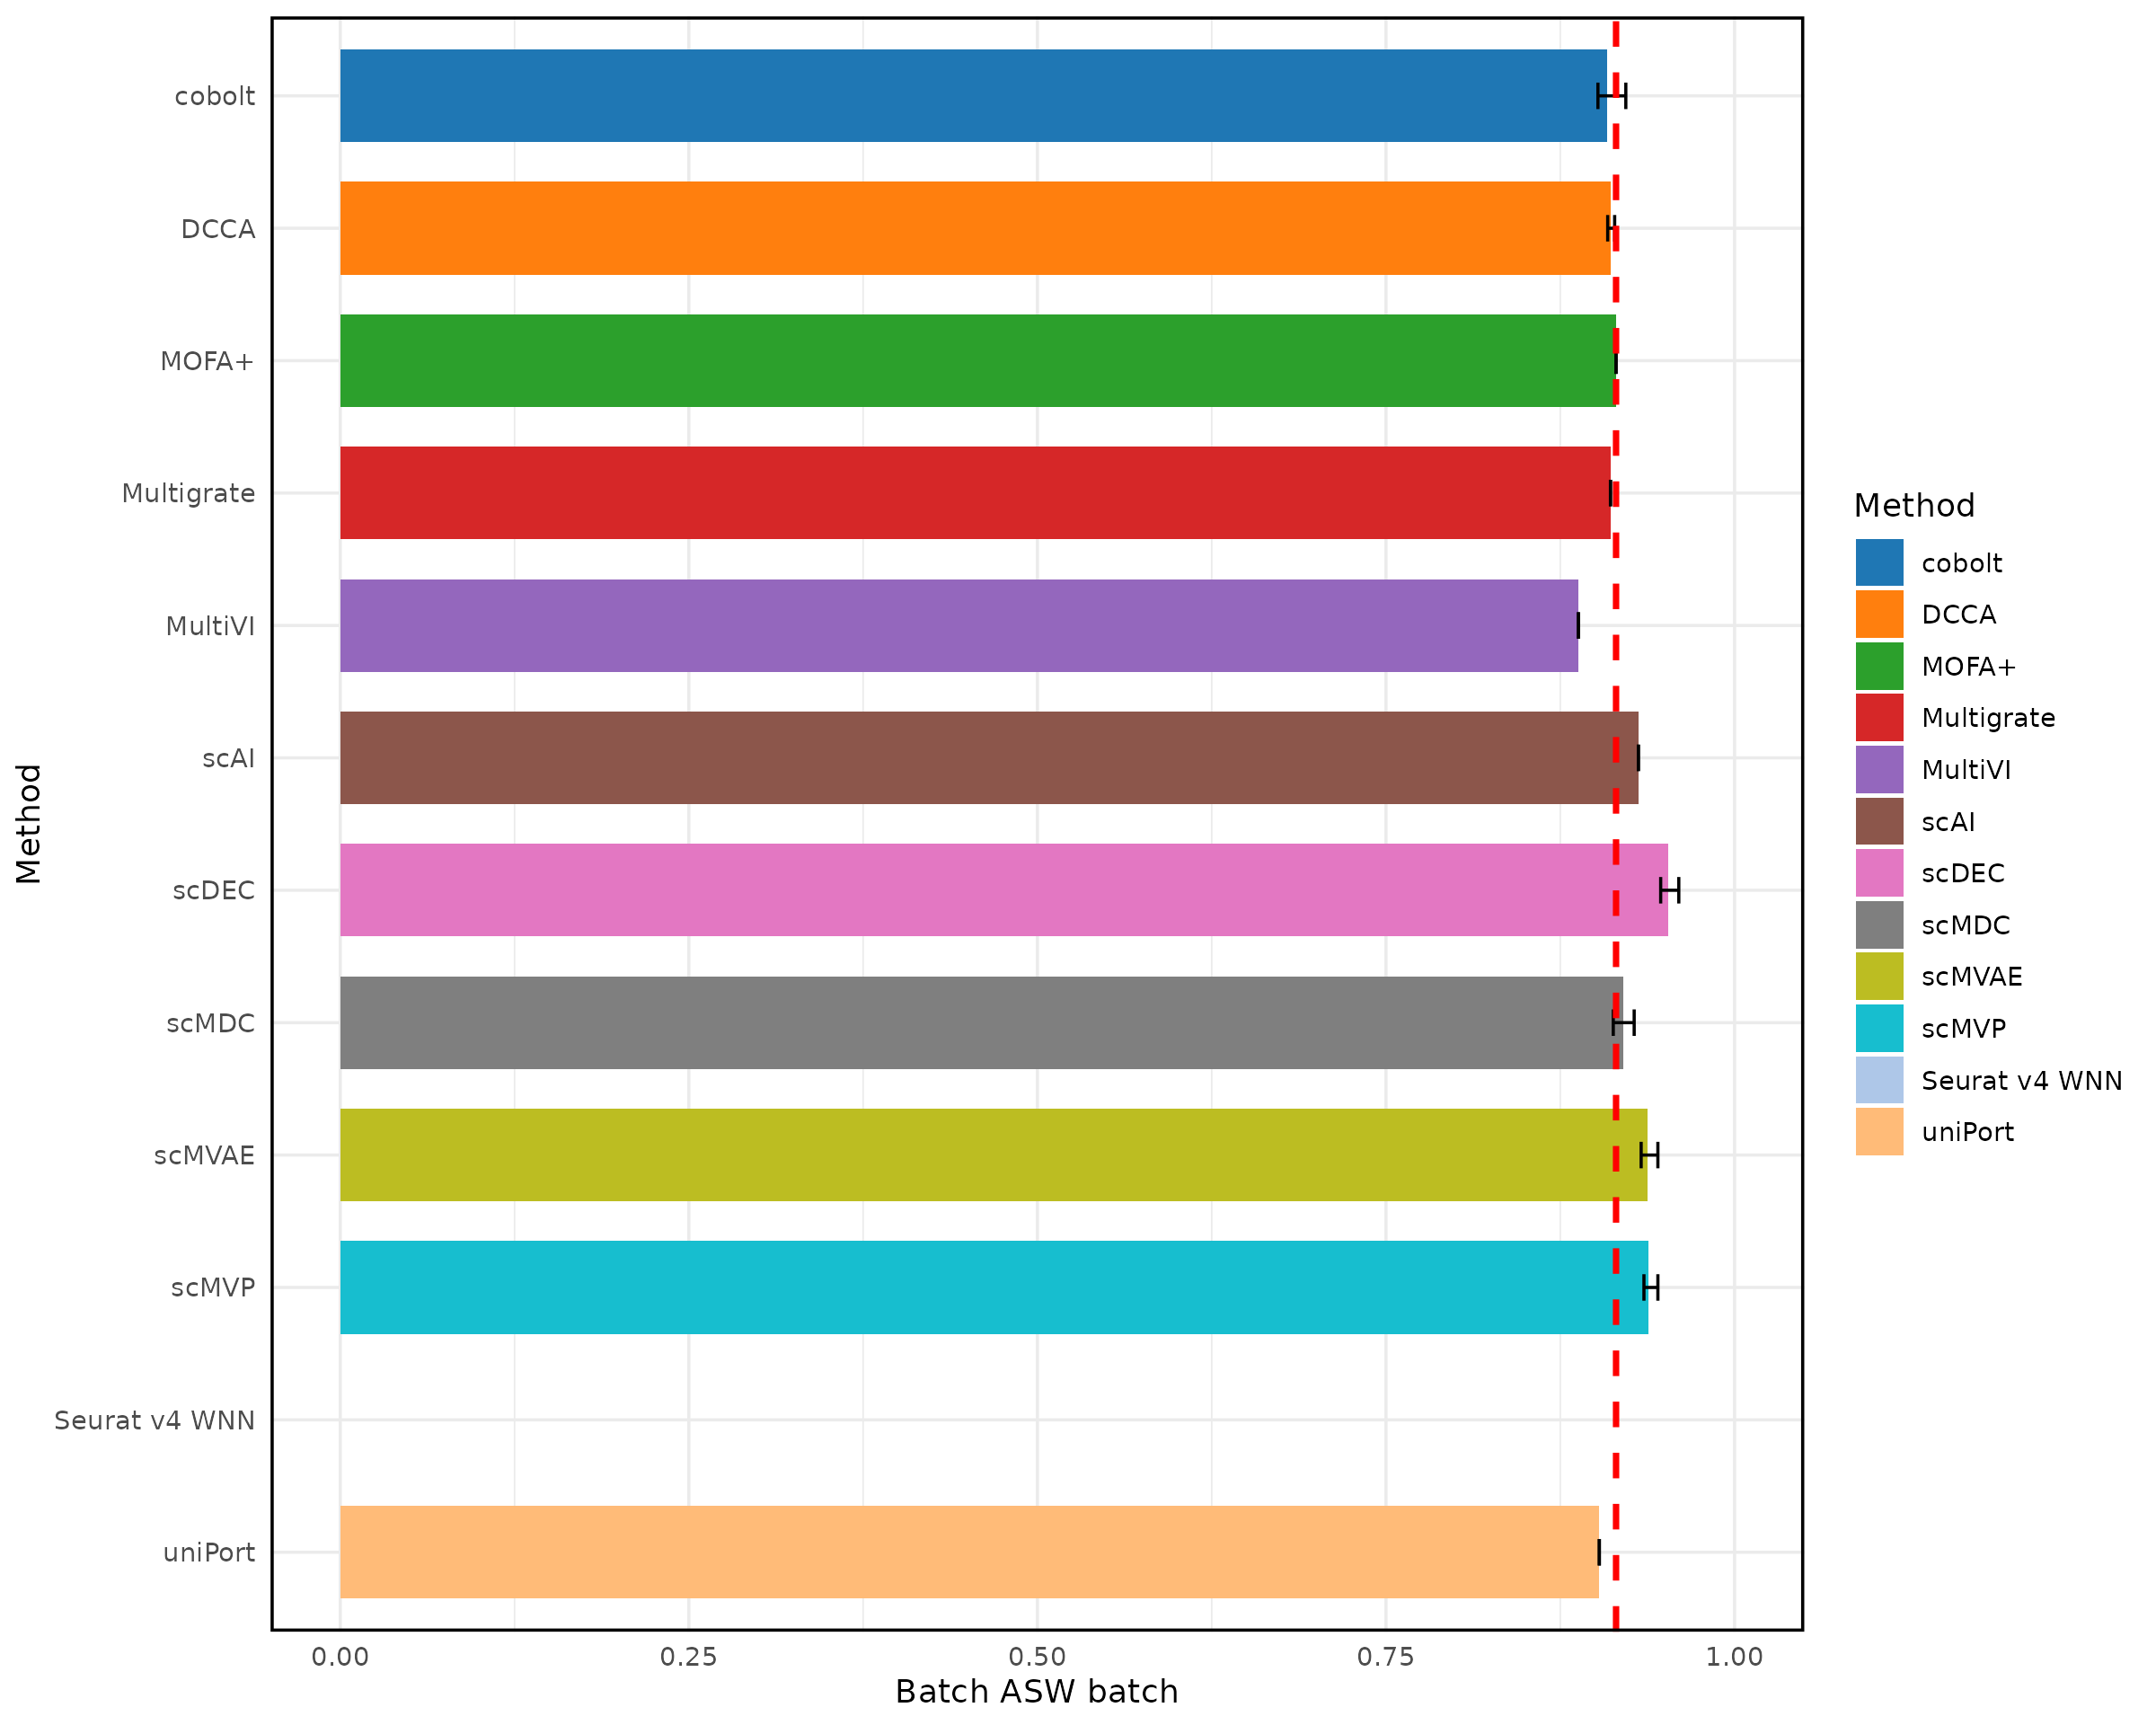 cobolt
DCCA
MOFA+
Multigrate
MultiVI
scAI
scDEC
scMDC
scMVAE
scMVP
Seurat v4 WNN
uniPort
Method
0.00 0.25 0.50 0.75 1.00
Batch ASW batch
Method
cobolt
DCCA
MOFA+
Multigrate
MultiVI
scAI
scDEC
scMDC
scMVAE
scMVP
Seurat v4 WNN
uniPort